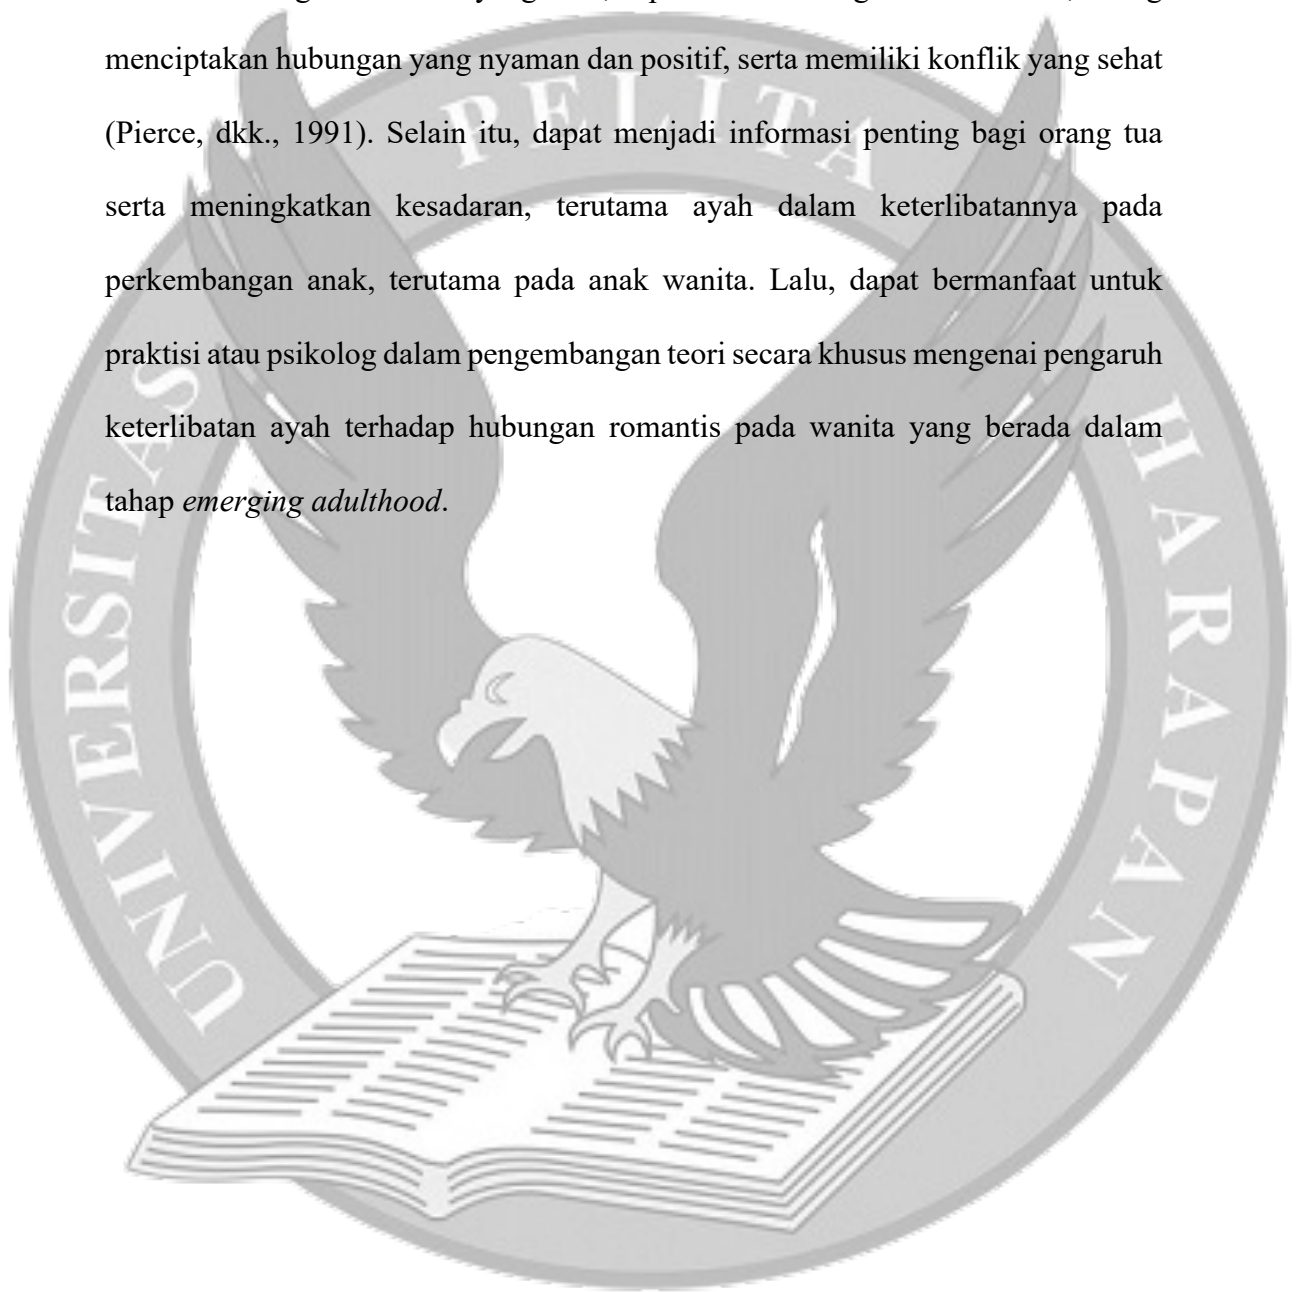 menciptakan hubungan yang nyaman dan positif, serta memiliki konflik yang sehat
(Pierce, dkk., 1991). Selain itu, dapat menjadi informasi penting bagi orang tua
serta meningkatkan kesadaran, terutama ayah dalam keterlibatannya pada
perkembangan anak, terutama pada anak wanita. Lalu, dapat bermanfaat untuk
praktisi atau psikolog dalam pengembangan teori secara khusus mengenai pengaruh
keterlibatan ayah terhadap hubungan romantis pada wanita yang berada dalam
tahap emerging adulthood.
UNIVERSITAS PELITA HARAPAN